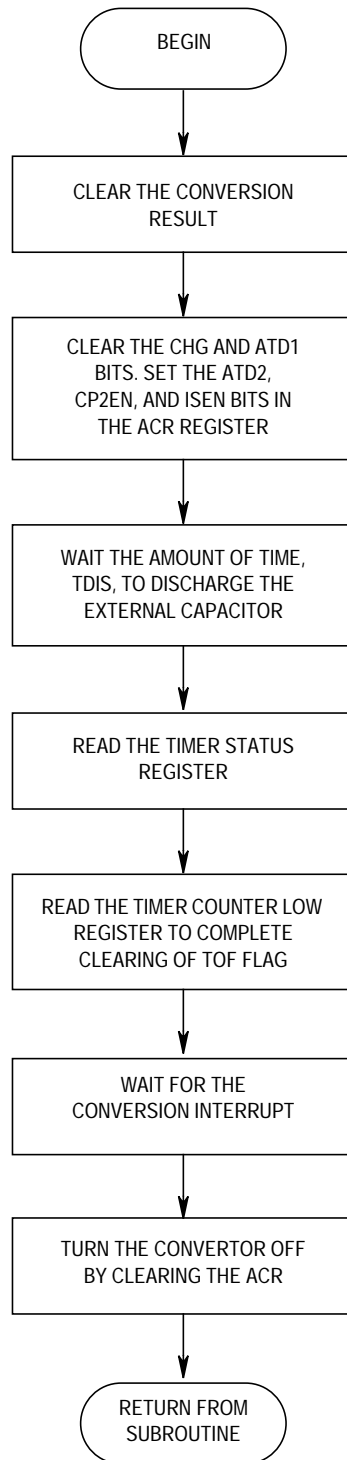 BEGIN
CLEAR THE CONVERSION
RESULT
CLEAR THE CHG AND ATD1
BITS. SET THE ATD2,
CP2EN, AND ISEN BITS IN
THE ACR REGISTER
WAIT THE AMOUNT OF TIME,
TDIS, TO DISCHARGE THE
EXTERNAL CAPACITOR
READ THE TIMER STATUS
REGISTER
READ THE TIMER COUNTER LOW
REGISTER TO COMPLETE
CLEARING OF TOF FLAG
WAIT FOR THE
CONVERSION INTERRUPT
TURN THE CONVERTOR OFF
BY CLEARING THE ACR
RETURN FROM
SUBROUTINE